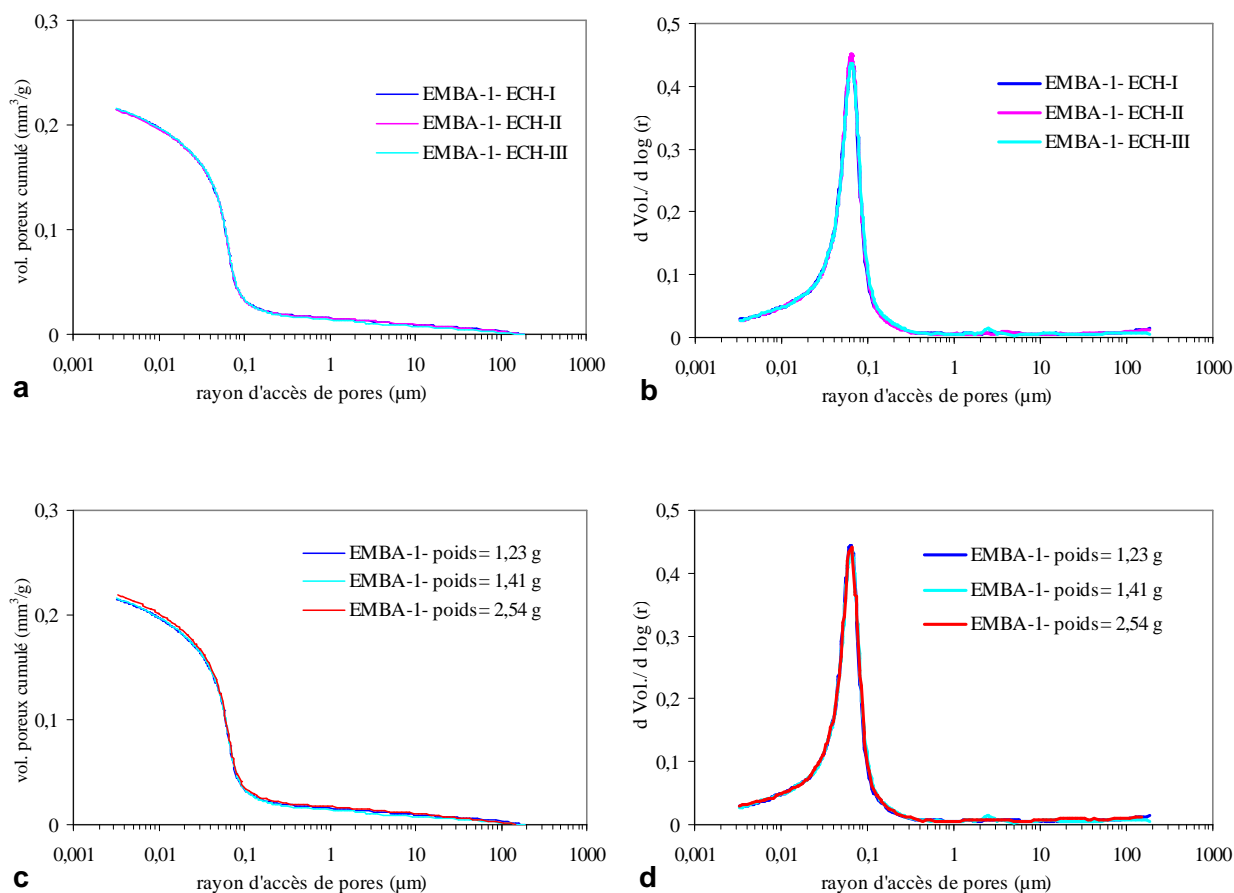 0,3
0,2
0,1
0
vol. poreux cumulé (mm³/g)
EMBA-1- ECH-I
EMBA-1- ECH-II
EMBA-1- ECH-III
0,001 0,01 0,1 1 10 100 1000
rayon d'accès de pores (µm)
a
0,5
0,4
0,3
0,2
0,1
0
d Vol./ d log (r)
EMBA-1- ECH-I
EMBA-1- ECH-II
EMBA-1- ECH-III
0,001 0,01 0,1 1 10 100 1000
rayon d'accès de pores (µm)
b
0,3
0,2
0,1
0
vol. poreux cumulé (mm³/g)
EMBA-1- poids= 1,23 g
EMBA-1- poids= 1,41 g
EMBA-1- poids= 2,54 g
0,001 0,01 0,1 1 10 100 1000
rayon d'accès de pores (µm)
c
0,5
0,4
0,3
0,2
0,1
0
d Vol./ d log (r)
EMBA-1- poids= 1,23 g
EMBA-1- poids= 1,41 g
EMBA-1- poids= 2,54 g
0,001 0,01 0,1 1 10 100 1000
rayon d'accès de pores (µm)
d